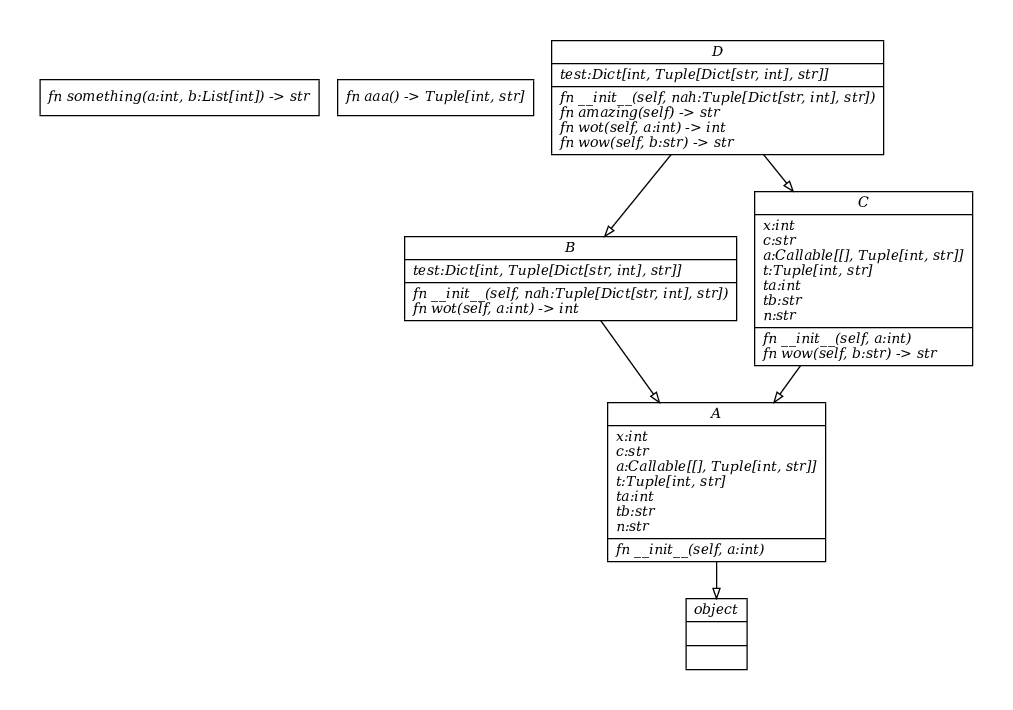 fn something(a:int, b:List[int]) -> str
fn aaa() -> Tuple[int, str]
D
test:Dict[int, Tuple[Dict[str, int], str]]
fn __init__(self, nah:Tuple[Dict[str, int], str])
fn amazing(self) -> str
fn wot(self, a:int) -> int
fn wow(self, b:str) -> str
B
test:Dict[int, Tuple[Dict[str, int], str]]
fn __init__(self, nah:Tuple[Dict[str, int], str])
fn wot(self, a:int) -> int
C
x:int
c:str
a:Callable[[], Tuple[int, str]]
t:Tuple[int, str]
ta:int
tb:str
n:str
fn __init__(self, a:int)
fn wow(self, b:str) -> str
A
x:int
c:str
a:Callable[[], Tuple[int, str]]
t:Tuple[int, str]
ta:int
tb:str
n:str
fn __init__(self, a:int)
object